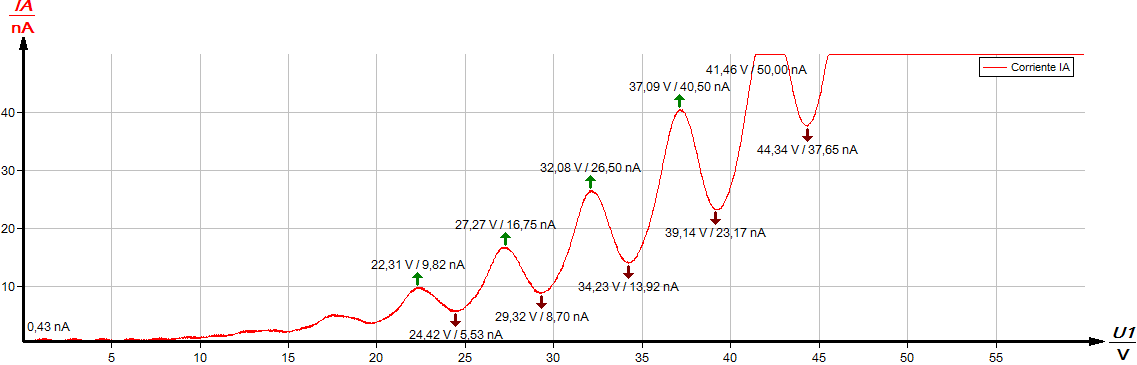 IA
nA
Corriente IA
41,46 V / 50,00 nA
37,09 V / 40,50 nA
40
44,34 V / 37,65 nA
32,08 V / 26,50 nA
30
27,27 V / 16,75 nA
20
39,14 V / 23,17 nA
22,31 V / 9,82 nA
10
34,23 V / 13,92 nA
29,32 V / 8,70 nA
0,43 nA
24,42 V / 5,53 nA
U1
V
5 10 15 20 25 30 35 40 45 50 55